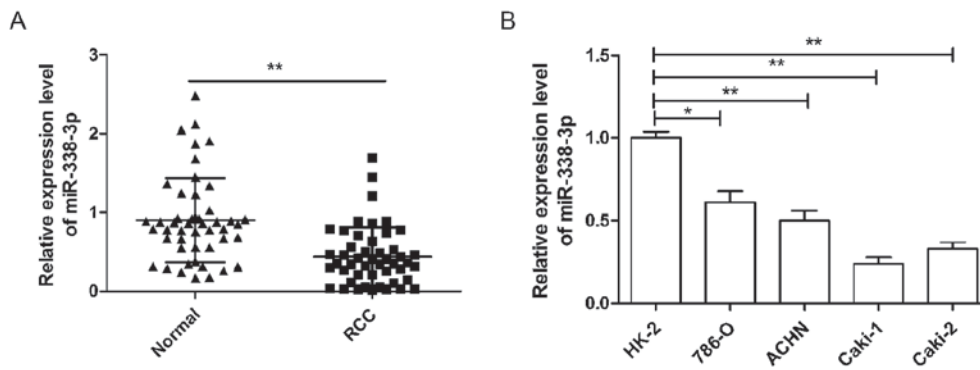 A
Relative expression level
of miR-338-3p
3
2
1
0
**
Normal
RCC
B
Relative expression level
of miR-338-3p
1.5
1.0
0.5
0.0
**
**
**
*
HK-2
786-O
ACHN
Caki-1
Caki-2